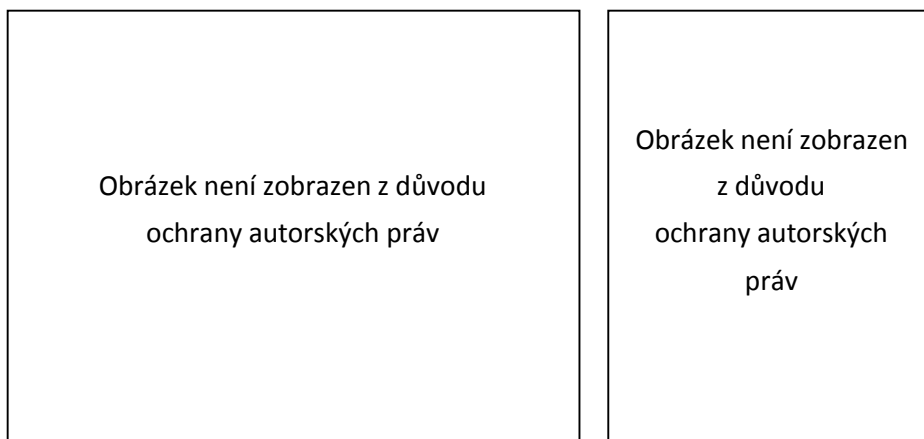 Obrázek není zobrazen z důvodu
ochrany autorských práv
Obrázek není zobrazen
z důvodu
ochrany autorských
práv